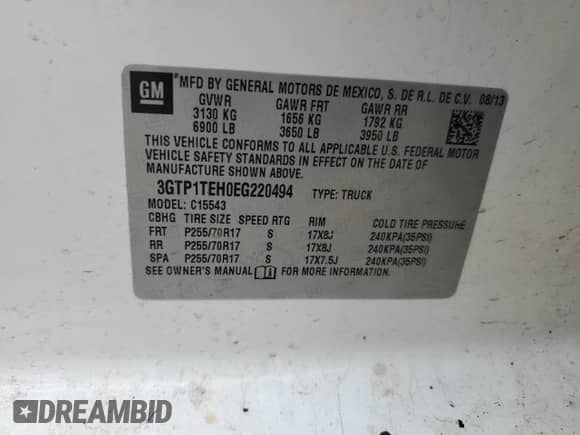 GM
*MFD BY GENERAL MOTORS DE MEXICO, S. DE R.L. DE C.V. 08/13
GVWR GAWR FRT GAWR RR
3130 KG 1656 KG 1792 KG
6900 LB 3650 LB 3950 LB
THIS VEHICLE CONFORMS TO ALL APPLICABLE U.S. FEDERAL MOTOR
VEHICLE SAFETY STANDARDS IN EFFECT ON THE DATE OF
MANUFACTURE SHOWN ABOVE.
3GTP1TEH0EG220494 TYPE: TRUCK
MODEL: C15543
CBHG TIRE SIZE SPEED RTG RIM COLD TIRE PRESSURE
FRT P255/70R17 S 17X8J 240KPA(35PSI)
RR P255/70R17 S 17X8J 240KPA(35PSI)
SPA P255/70R17 S 17X7.5J 240KPA(35PSI)
SEE OWNER'S MANUAL FOR MORE INFORMATION.
DREAMBID